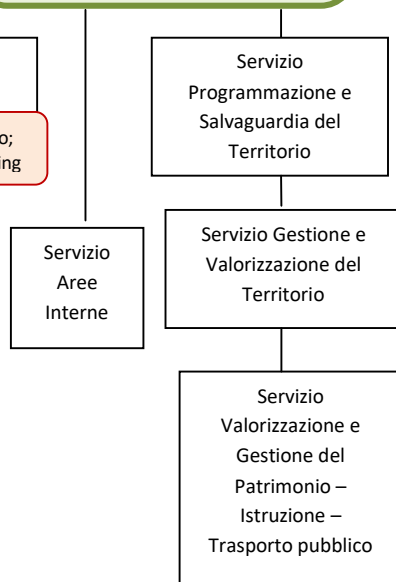 Servizio
Programmazione e
Salvaguardia del
Territorio
o;
ing
Servizio
Aree
Interne
Servizio Gestione e
Valorizzazione del
Territorio
Servizio
Valorizzazione e
Gestione del
Patrimonio –
Istruzione –
Trasporto pubblico